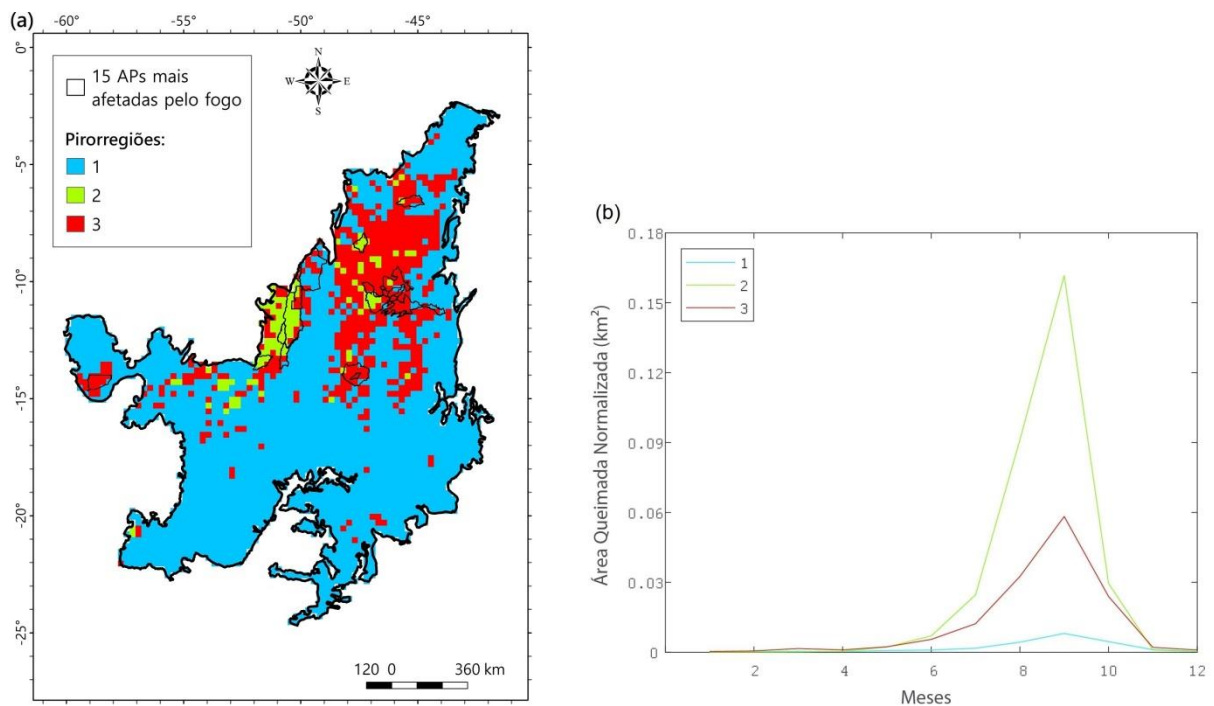 (a)
-60° -55° -50° -45°
0°
-5°
-10°
-15°
-20°
-25°
15 APs mais
afetadas pelo fogo
Pirorregiões:
1
2
3
N
W E
S
120 0 360 km
(b)
0.18
0.15
0.12
0.09
0.06
0.03
0
1
2
3
2 4 6 8 10 12
Meses
Área Queimada Normalizada (km²)